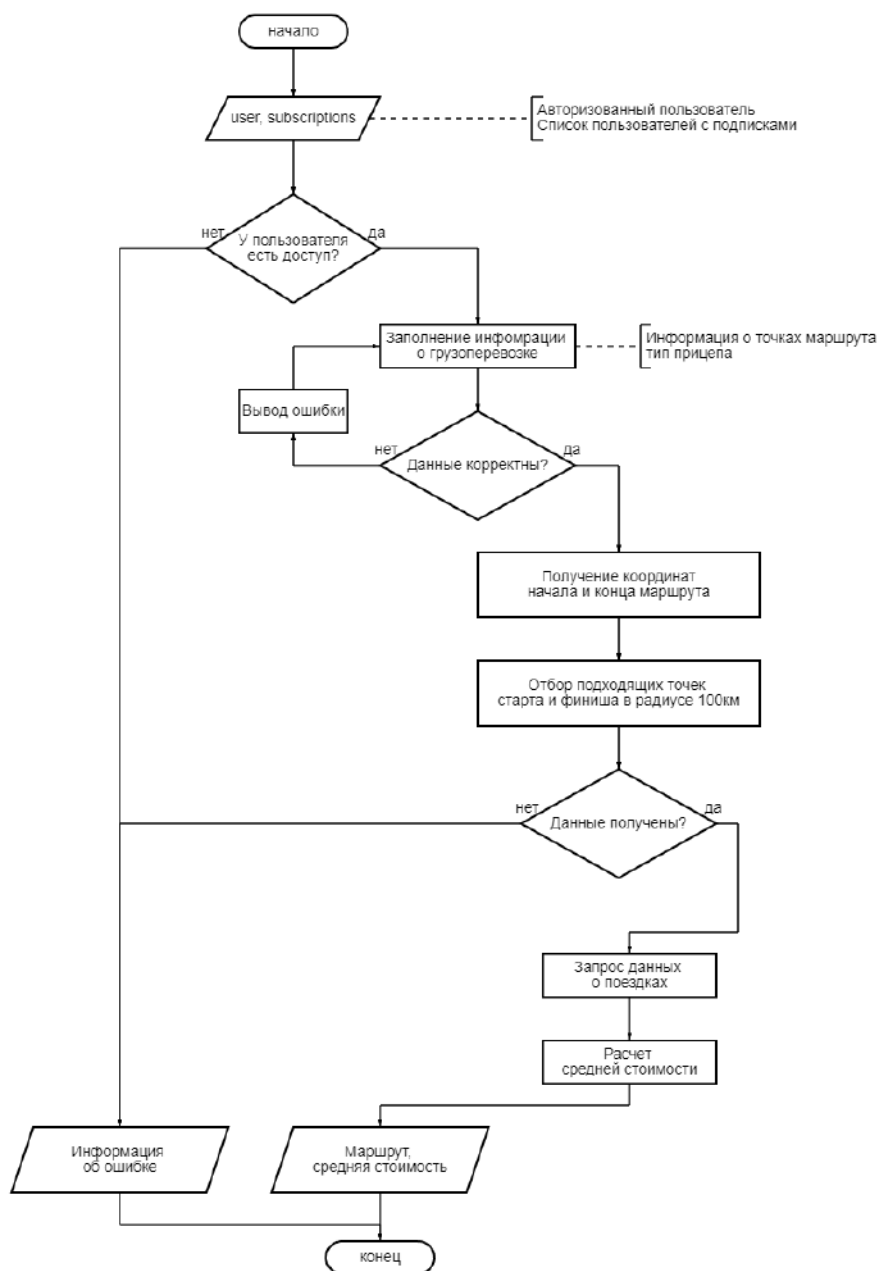 начало
user, subscriptions
Авторизованный пользователь
Список пользователей с подписками
нет
У пользователя
есть доступ?
да
Заполнение инфомрации
о грузоперевозке
Информация о точках маршрута
тип прицепа
Вывод ошибки
нет
Данные корректны?
да
Получение координат
начала и конца маршрута
Отбор подходящих точек
старта и финиша в радиусе 100км
нет
Данные получены?
да
Запрос данных
о поездках
Расчет
средней стоимости
Информация
об ошибке
Маршрут,
средняя стоимость
конец